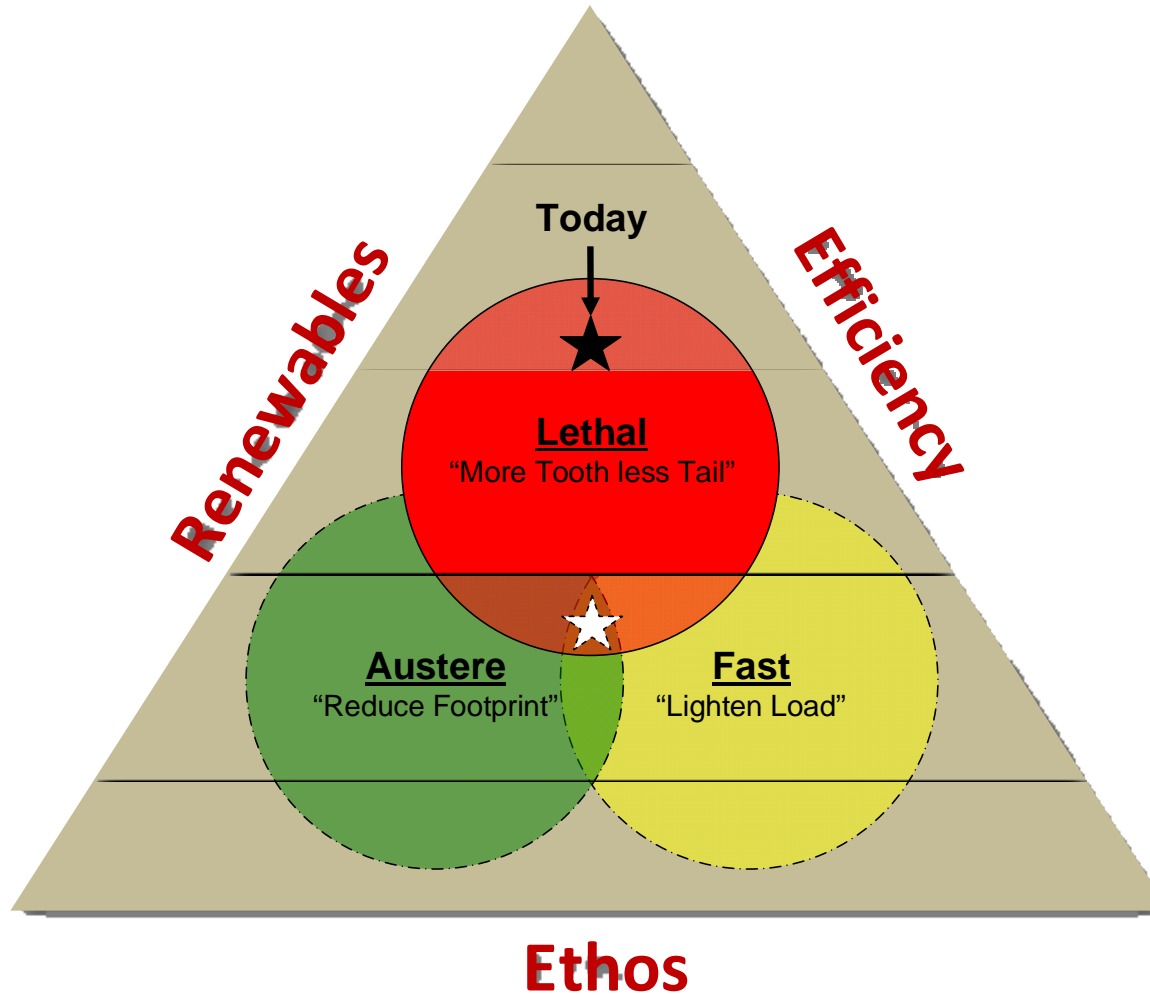 Today
Renewables
Efficiency
Lethal
“More Tooth less Tail”
Austere
“Reduce Footprint”
Fast
“Lighten Load”
Ethos